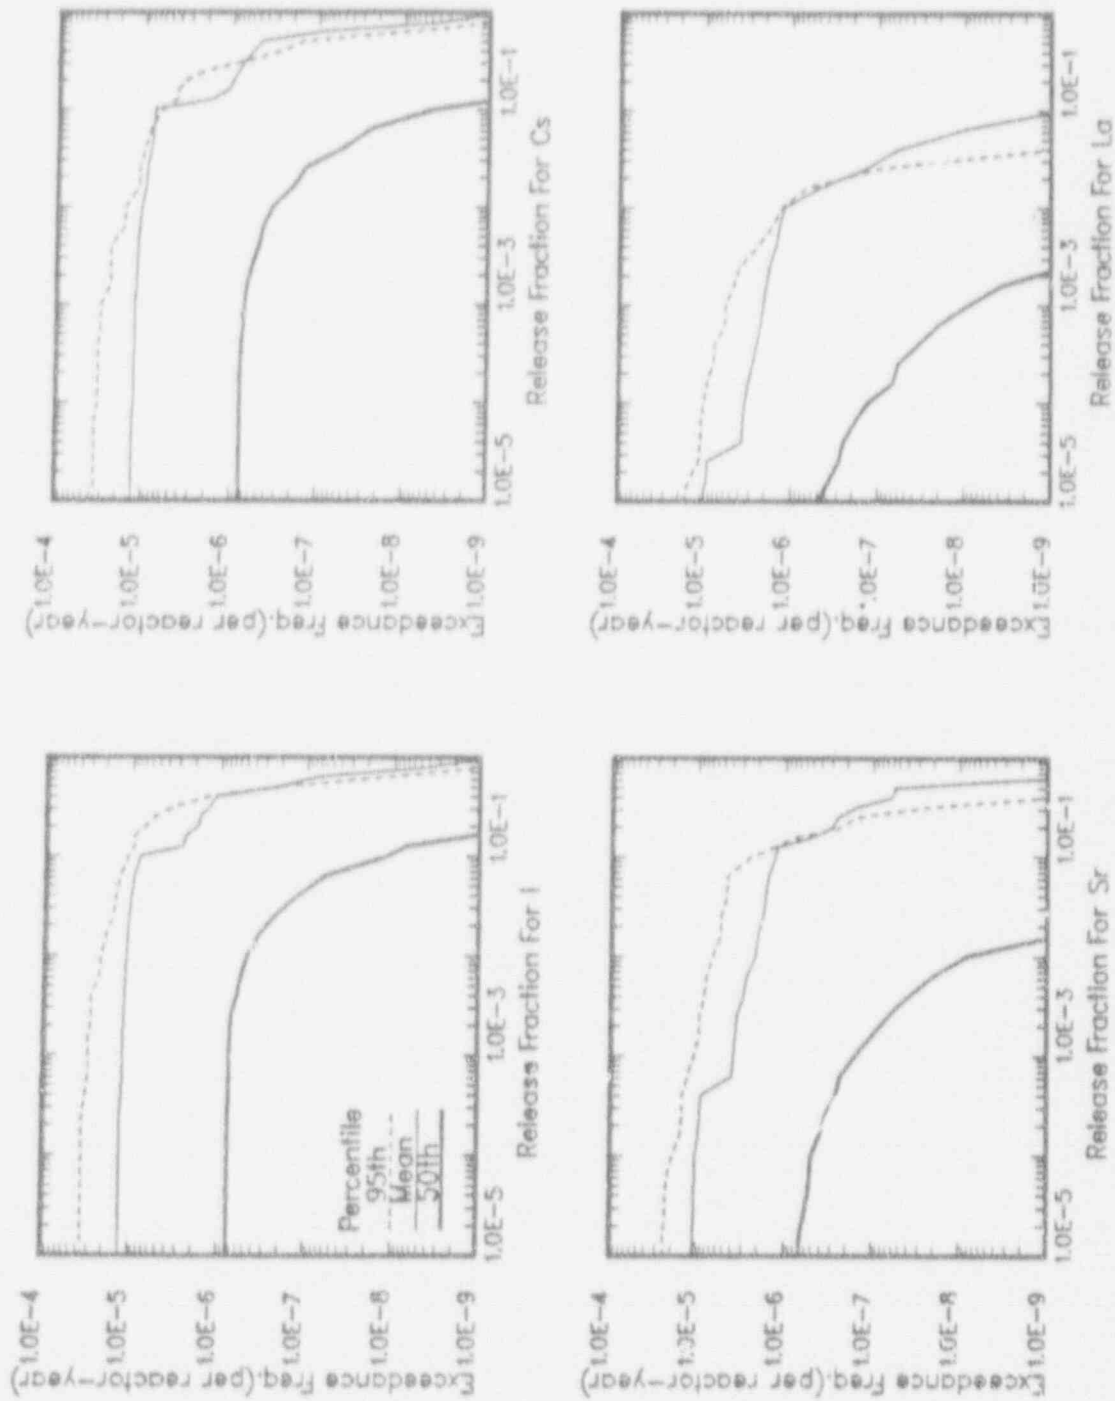 1.0E-4
1.0E-5
1.0E-6
1.0E-7
1.0E-8
1.0E-9
Exceedance Freq. (per reactor-year)
1.0E-5
1.0E-3
1.0E-1
Release Fraction For Cs
1.0E-4
1.0E-5
1.0E-6
1.0E-7
1.0E-8
1.0E-9
Exceedance Freq. (per reactor-year)
1.0E-5
1.0E-3
1.0E-1
Release Fraction For La
1.0E-4
1.0E-5
1.0E-6
1.0E-7
1.0E-8
1.0E-9
Exceedance Freq. (per reactor-year)
Percentile
95th
Mean
50th
1.0E-5
1.0E-3
1.0E-1
Release Fraction For I
1.0E-4
1.0E-5
1.0E-6
1.0E-7
1.0E-8
1.0E-9
Exceedance Freq. (per reactor-year)
1.0E-5
1.0E-3
1.0E-1
Release Fraction For Sr